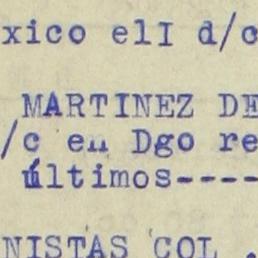 xico elI d/c
MARTINEZ DE
/c en Dgo re
últimos----
NISTAS COL .